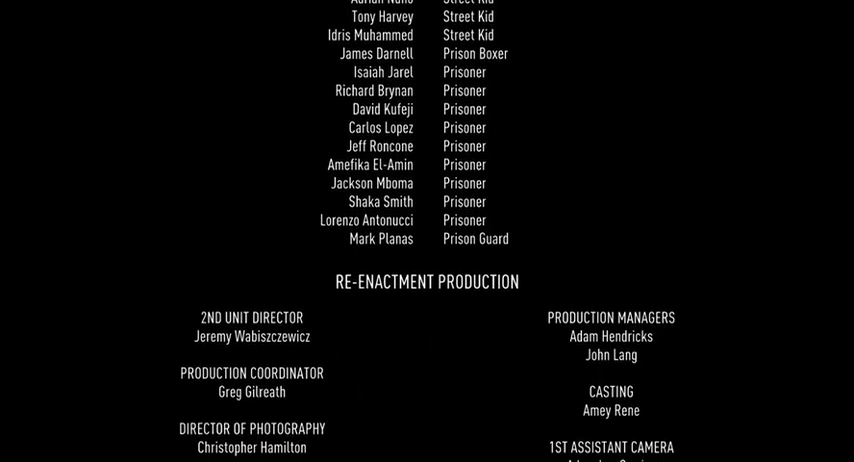 Street Kid
Tony Harvey Street Kid
Idris Muhammed Street Kid
James Darnell Prison Boxer
Isaiah Jarel Prisoner
Richard Brynan Prisoner
David Kufeji Prisoner
Carlos Lopez Prisoner
Jeff Roncone Prisoner
Amefika El-Amin Prisoner
Jackson Mboma Prisoner
Shaka Smith Prisoner
Lorenzo Antonucci Prisoner
Mark Planas Prison Guard
RE-ENACTMENT PRODUCTION
2ND UNIT DIRECTOR
Jeremy Wabiszczewicz
PRODUCTION COORDINATOR
Greg Gilreath
DIRECTOR OF PHOTOGRAPHY
Christopher Hamilton
PRODUCTION MANAGERS
Adam Hendricks
John Lang
CASTING
Amey Rene
1ST ASSISTANT CAMERA